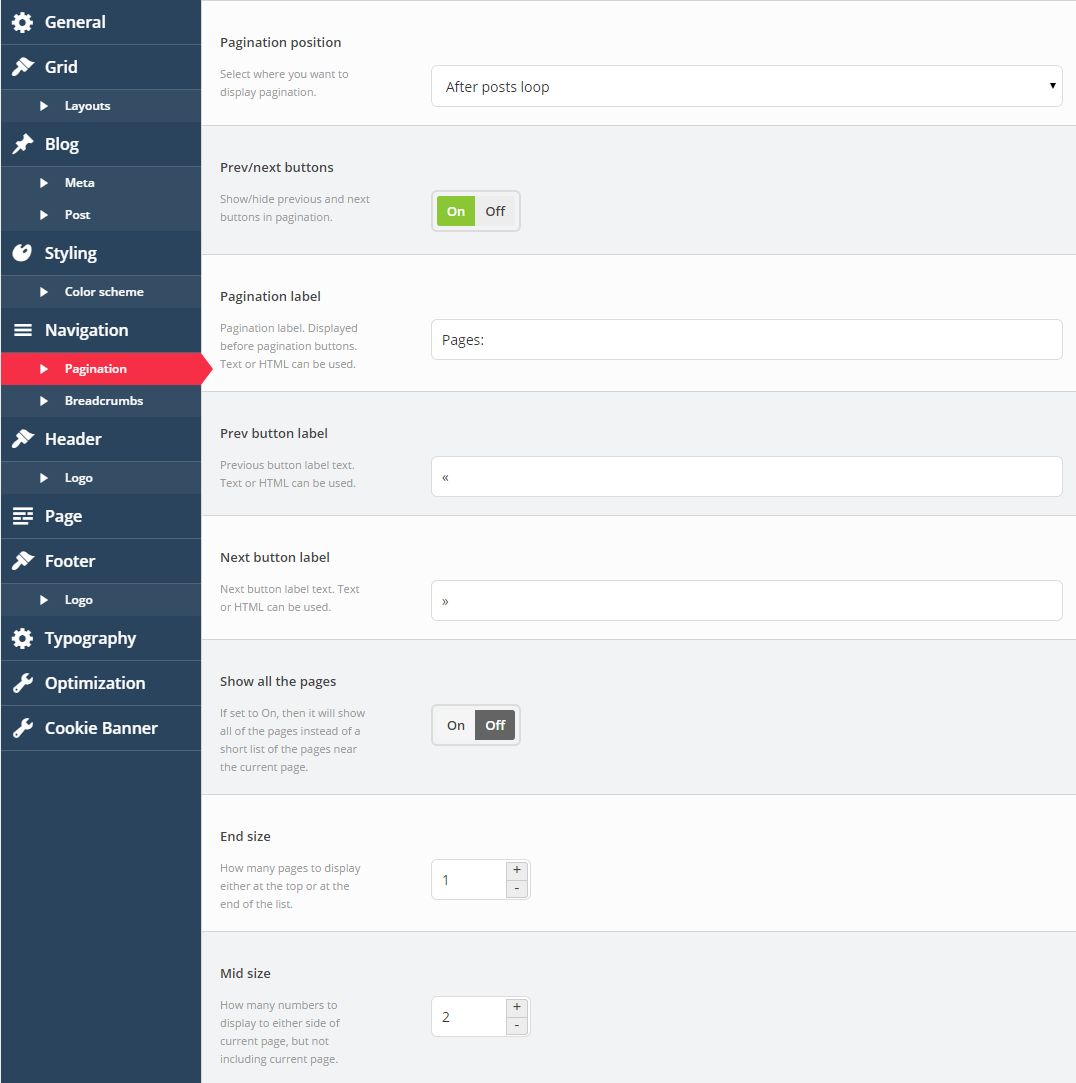 General
Grid
Layouts
Blog
Meta
Post
Styling
Color scheme
Navigation
Pagination
Breadcrumbs
Header
Logo
Page
Footer
Logo
Typography
Optimization
Cookie Banner
Pagination position
Select where you want to
display pagination.
After posts loop
Prev/next buttons
Show/hide previous and next
buttons in pagination.
On Off
Pagination label
Pagination label. Displayed
before pagination buttons.
Text or HTML can be used.
Pages:
Prev button label
Previous button label text.
Text or HTML can be used.
«
Next button label
Next button label text. Text
or HTML can be used.
»
Show all the pages
If set to On, then it will show
all of the pages instead of a
short list of the pages near
the current page.
On Off
End size
How many pages to display
either at the top or at the
end of the list.
1
+
-
Mid size
How many numbers to
display to either side of
current page, but not
including current page.
2
+
-